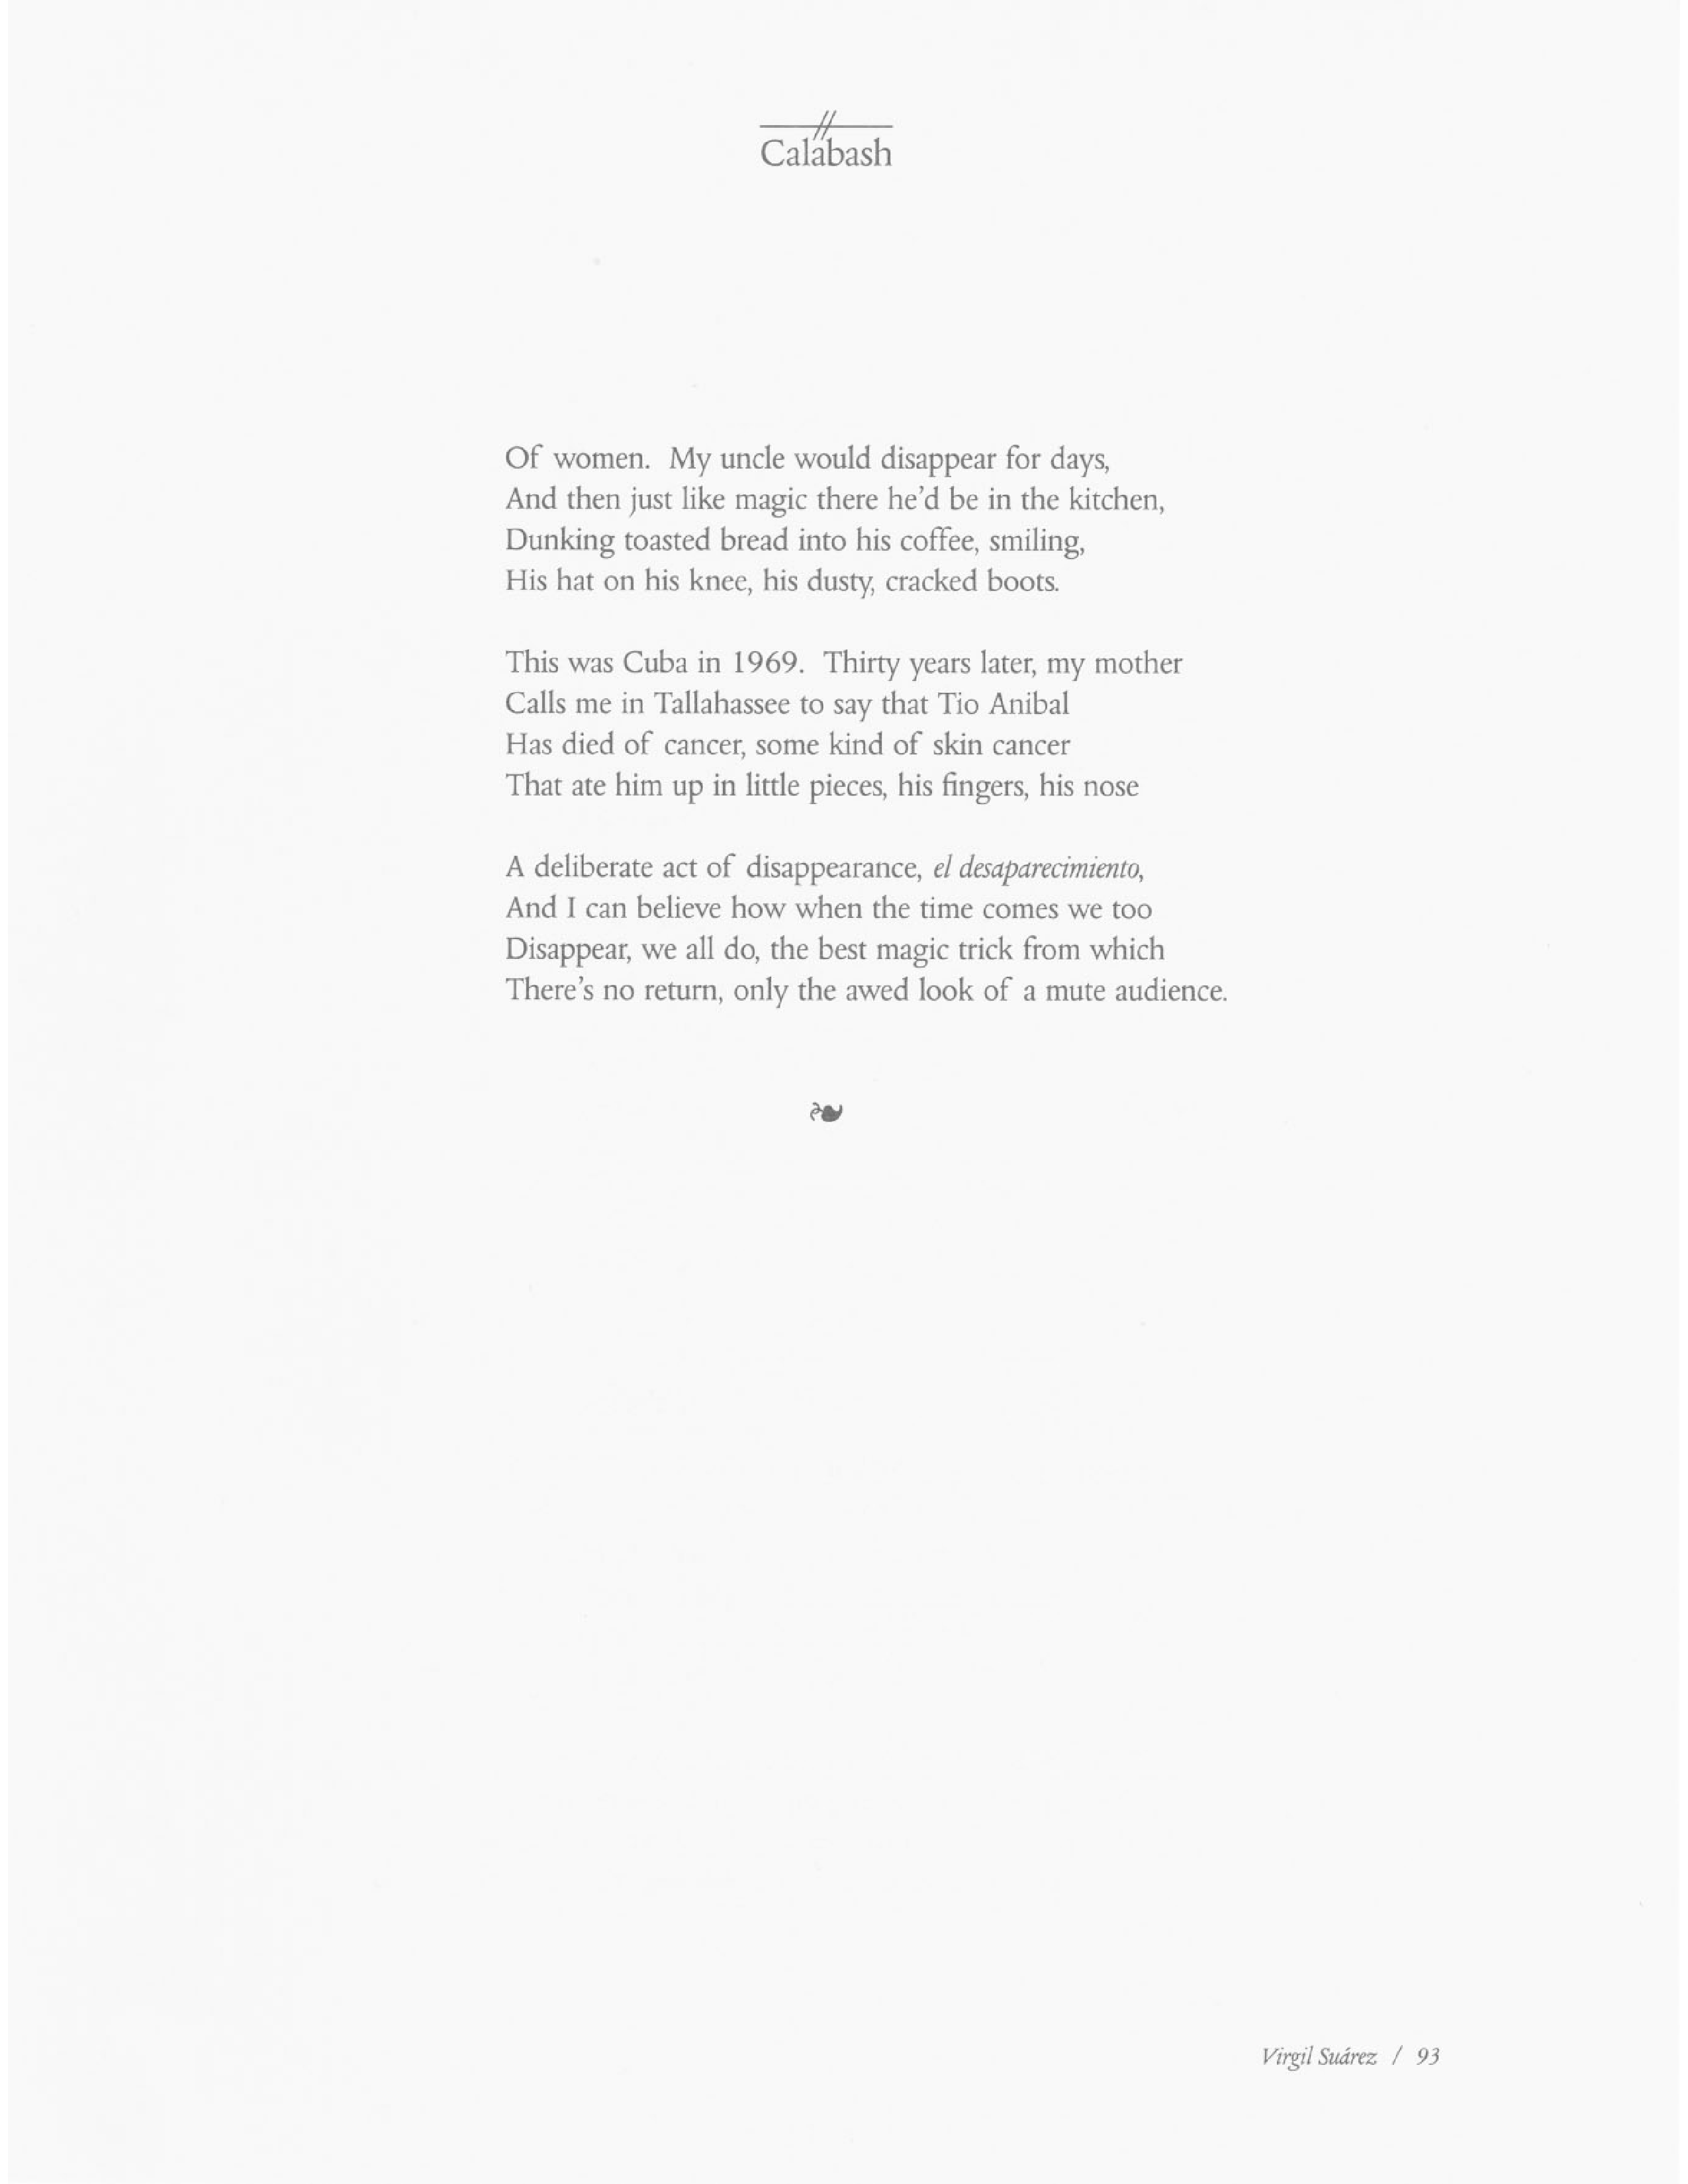 Calabash
Of women. My uncle would disappear for days,
And then just like magic there he'd be in the kitchen,
Dunking toasted bread into his coffee, smiling,
His hat on his knee, his dusty, cracked boots.
This was Cuba in 1969. Thirty years later, my mother
Calls me in Tallahassee to say that Tio Anibal
Has died of cancer, some kind of skin cancer
That ate him up in little pieces, his fingers, his nose
A deliberate act of disappearance, el desaparecimiento,
And I can believe how when the time comes we too
Disappear, we all do, the best magic trick from which
There's no return, only the awed look of a mute audience.
Virgil Suárez / 93